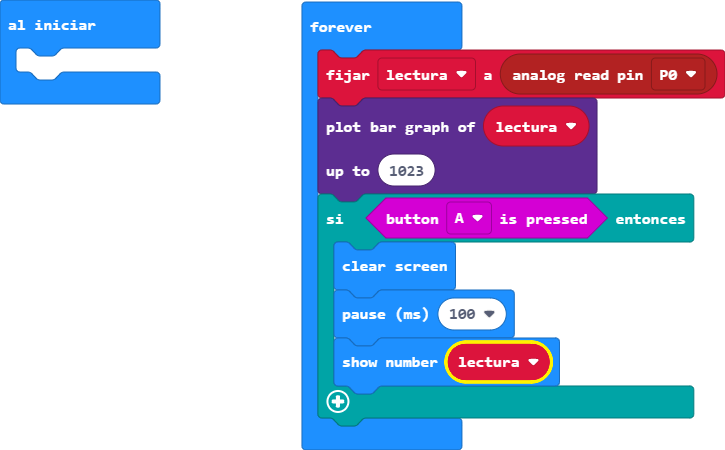 al iniciar
forever
fijar lectura a analog read pin P0
plot bar graph of lectura
up to 1023
si button A is pressed entonces
clear screen
pause (ms) 100
show number lectura